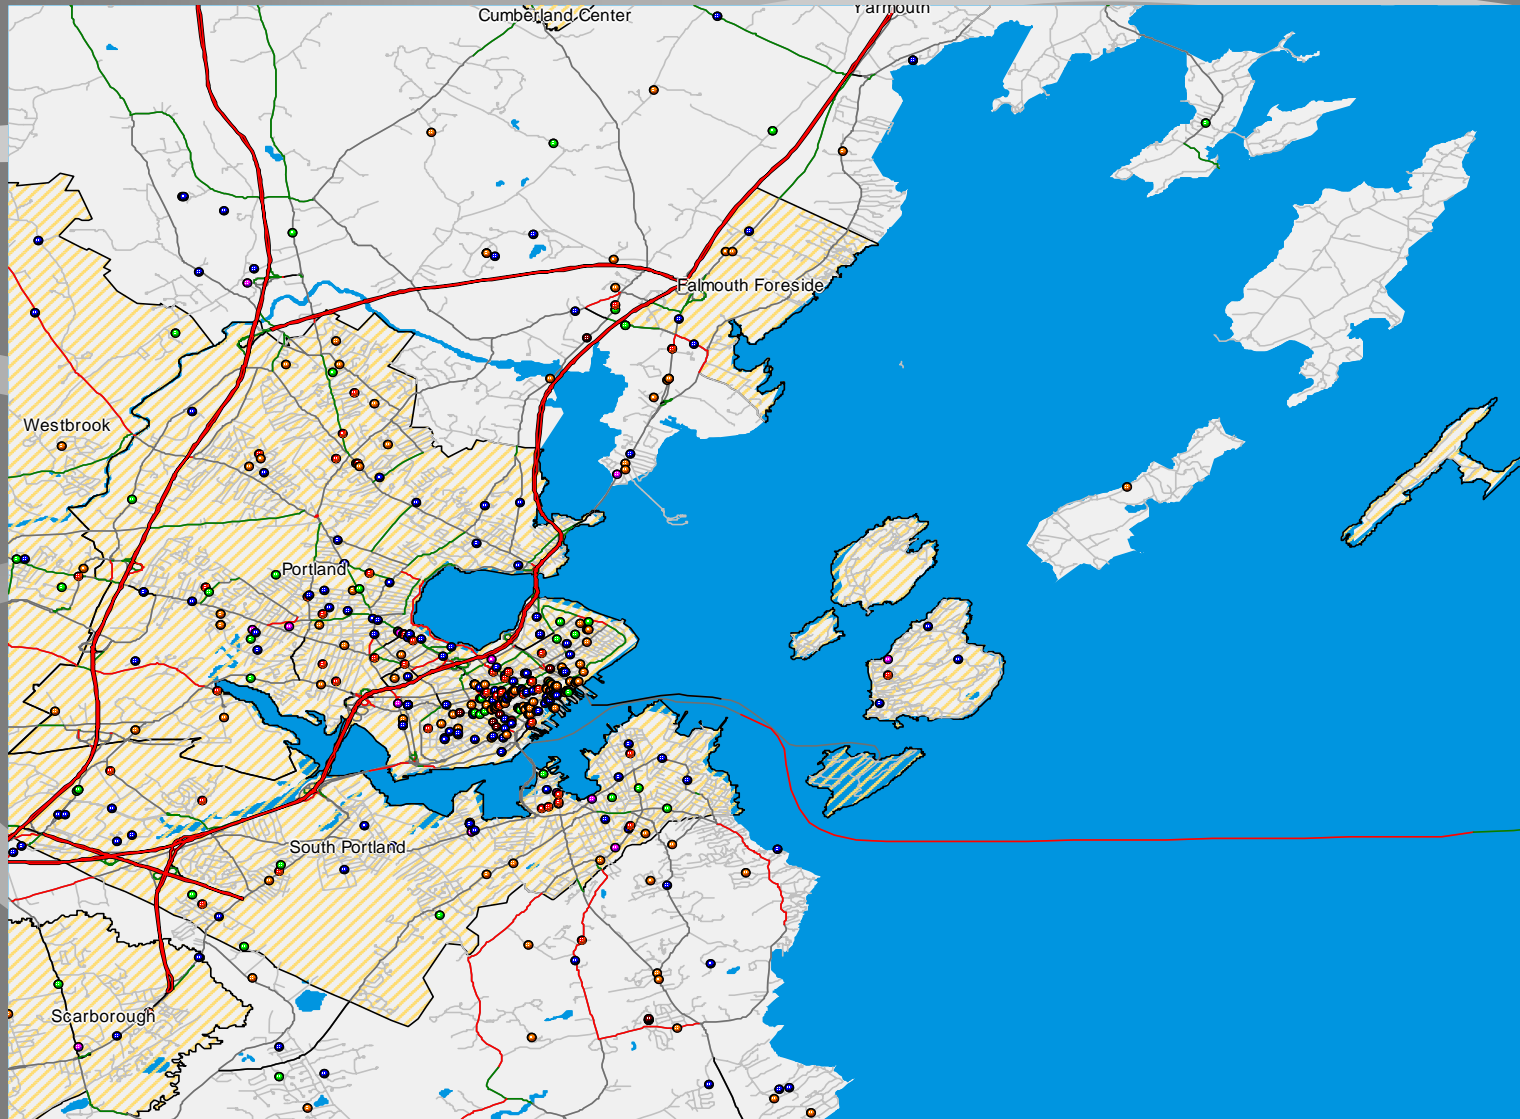 Cumberland Center
Yarmouth
Falmouth Foreside
Westbrook
Portland
South Portland
Scarborough